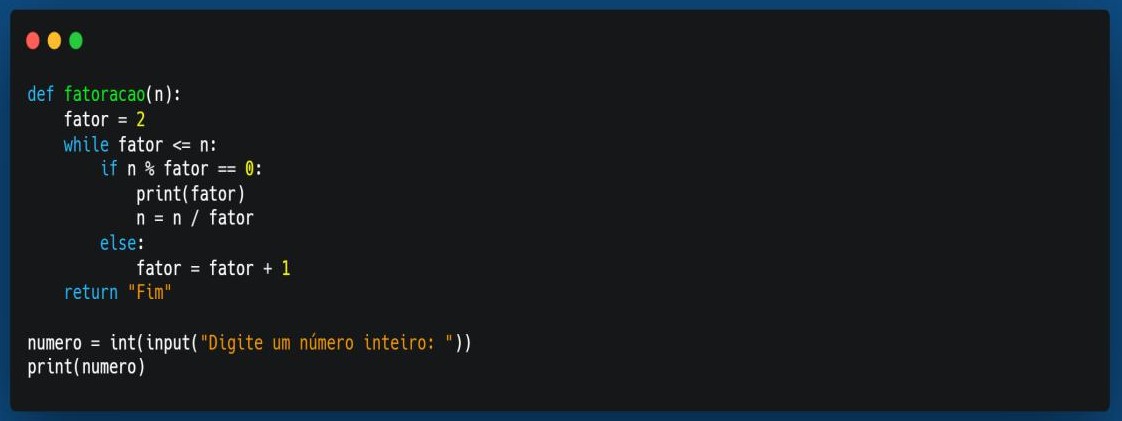 def fatoracao(n):
    fator = 2
    while fator <= n:
        if n % fator == 0:
            print(fator)
            n = n / fator
        else:
            fator = fator + 1
    return "Fim"

numero = int(input("Digite um número inteiro: "))
print(numero)